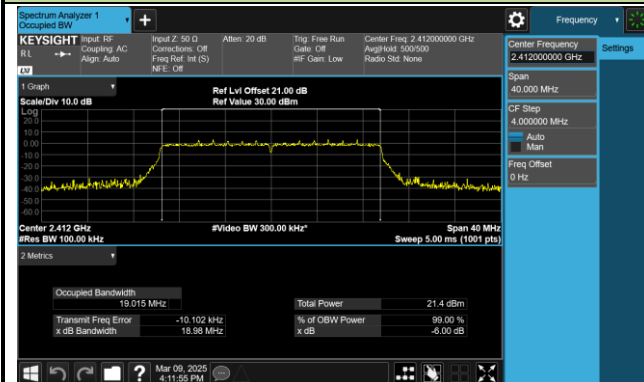 Spectrum Analyzer 1
Occupied BW
+
Frequency
KEYSIGHT
RL
LXI
Input: RF
Coupling: AC
Align: Auto
Input Z: 50 Ω
Corrections: Off
Freq Ref: Int (S)
NFE: Off
Atten: 20 dB
Trig: Free Run
Gate: Off
#IF Gain: Low
Center Freq: 2.412000000 GHz
Avg|Hold: 500/500
Radio Std: None
Center Frequency
2.412000000 GHz
Settings
Span
40.000 MHz
CF Step
4.000000 MHz
Auto
Man
Freq Offset
0 Hz
1 Graph
Scale/Div 10.0 dB
Ref Lvl Offset 21.00 dB
Ref Value 30.00 dBm
Log
20.0
10.0
0.00
-10.0
-20.0
-30.0
-40.0
-50.0
-60.0
Center 2.412 GHz
#Res BW 100.00 kHz
#Video BW 300.00 kHz*
Span 40 MHz
Sweep 5.00 ms (1001 pts)
2 Metrics
Occupied Bandwidth
19.015 MHz
Total Power 21.4 dBm
Transmit Freq Error -10.102 kHz
% of OBW Power 99.00 %
x dB Bandwidth 18.98 MHz
x dB -6.00 dB
?
Mar 09, 2025
4:11:55 PM